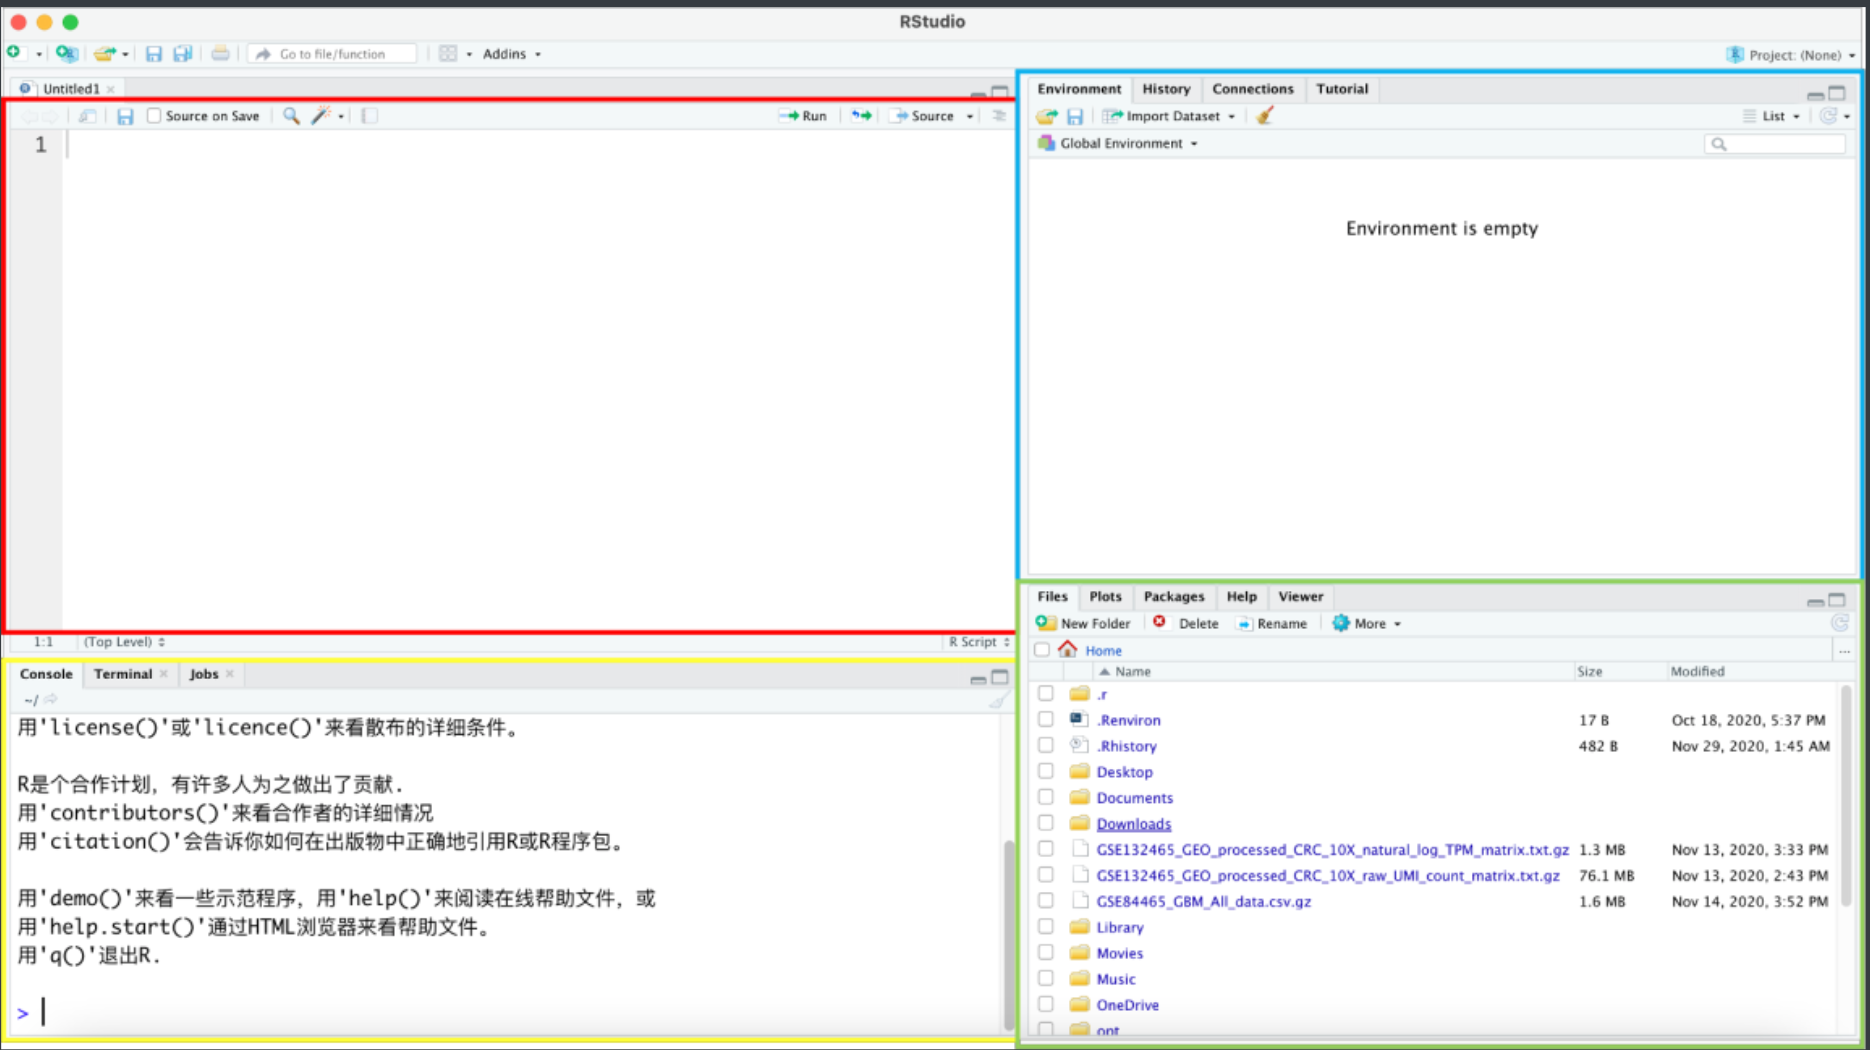 RStudio
Go to file/function
Addins
Project: (None)
Untitled1
Source on Save
Run
Source
1
1:1 (Top Level)
R Script
Console Terminal Jobs
~/
用'license()'或'licence()'来看散布的详细条件。
R是个合作计划，有许多人为之做出了贡献.
用'contributors()'来看合作者的详细情况
用'citation()'会告诉你如何在出版物中正确地引用R或R程序包。
用'demo()'来看一些示范程序，用'help()'来阅读在线帮助文件，或
用'help.start()'通过HTML浏览器来看帮助文件。
用'q()'退出R.
>
Environment History Connections Tutorial
Import Dataset
List
Global Environment
Environment is empty
Files Plots Packages Help Viewer
New Folder Delete Rename More
Home
...
Name Size Modified
.r
.Renviron 17 B Oct 18, 2020, 5:37 PM
.Rhistory 482 B Nov 29, 2020, 1:45 AM
Desktop
Documents
Downloads
GSE132465_GEO_processed_CRC_10X_natural_log_TPM_matrix.txt.gz 1.3 MB Nov 13, 2020, 3:33 PM
GSE132465_GEO_processed_CRC_10X_raw_UMI_count_matrix.txt.gz 76.1 MB Nov 13, 2020, 2:43 PM
GSE84465_GBM_All_data.csv.gz 1.6 MB Nov 14, 2020, 3:52 PM
Library
Movies
Music
OneDrive
opt